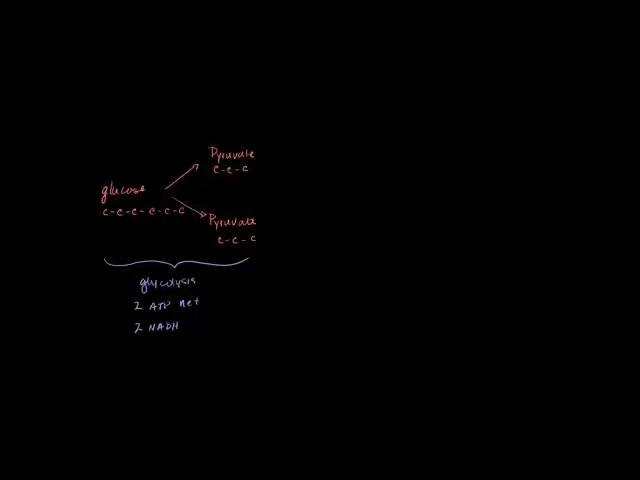 Pyruvate
C-C-C
glucose
C-C-C-C-C-C
Pyruvate
C-C-C
glycolysis
2 ATP net
2 NADH